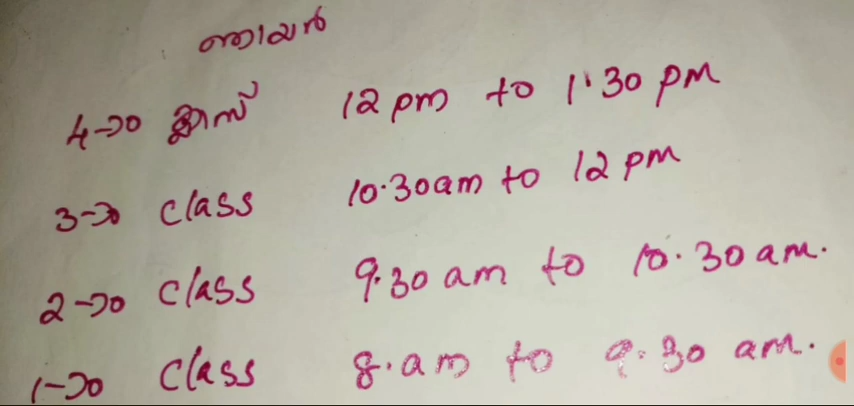 ഞായർ
4-ാം ക്ലാസ് 12 pm to 1.30 pm
3-ാം class 10.30am to 12 pm
2-ാം class 9.30 am to 10.30 am.
1-ാം class 8.am to 9.30 am.